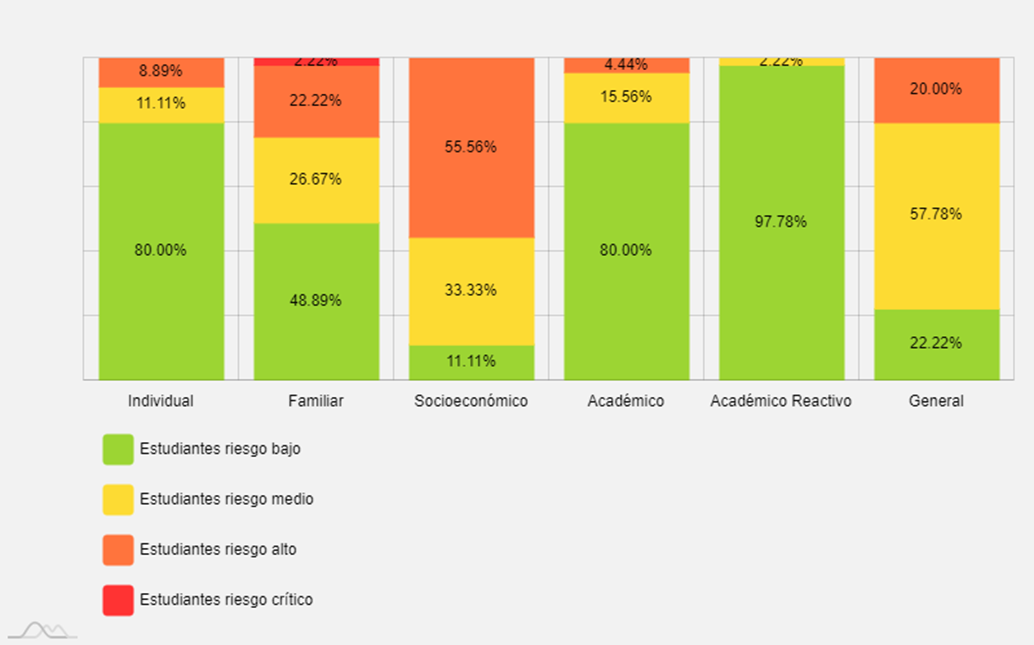 8.89% 2.22% 4.44% 2.22%
11.11% 22.22% 55.56% 15.56% 20.00%
26.67%
80.00% 48.89% 33.33% 80.00% 97.78% 57.78%
11.11% 22.22%
Individual Familiar Socioeconómico Académico Académico Reactivo General
Estudiantes riesgo bajo
Estudiantes riesgo medio
Estudiantes riesgo alto
Estudiantes riesgo crítico